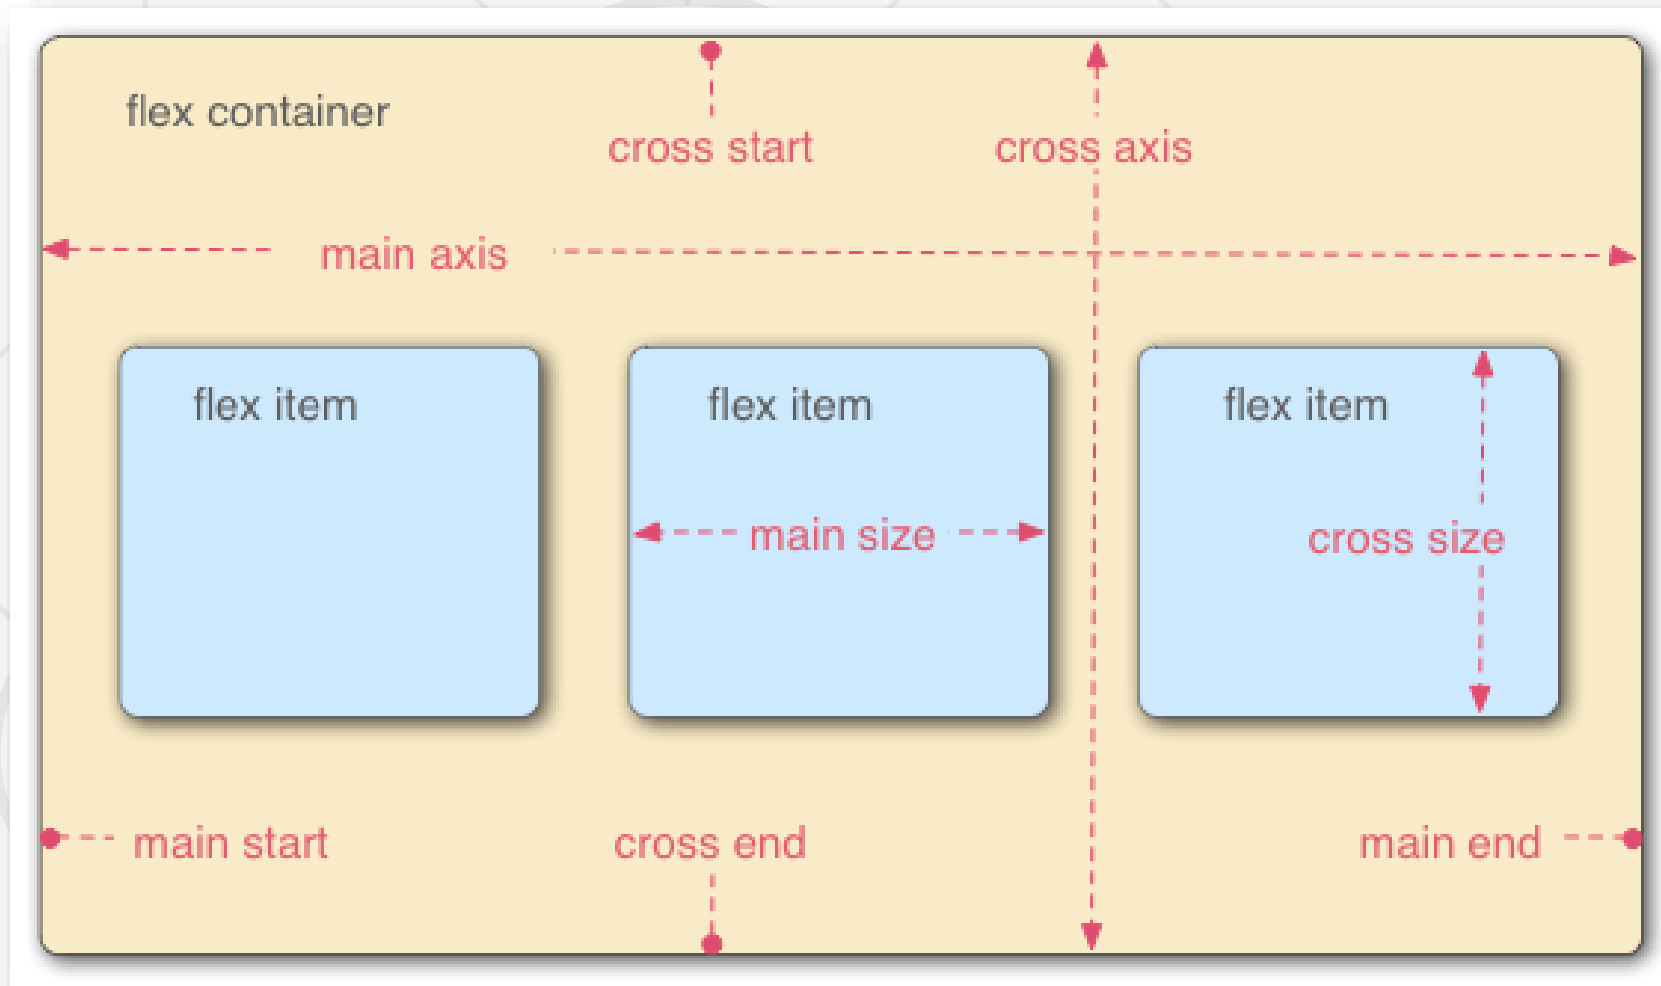 flex container
cross start
cross axis
main axis
flex item
flex item
flex item
main size
cross size
main start
cross end
main end